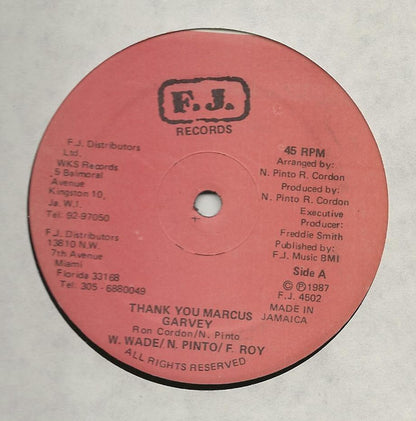 F.J.
RECORDS
F.J. Distributors
Ltd.
WKS Records
5 Balmoral
Avenue
Kingston 10,
Ja. W.I.
Tel: 92-97050
F.J. Distributors
13810 N.W.
7th Avenue
Miami
Florida 33168
Tel: 305 - 6880049
45 RPM
Arranged by:
N. Pinto R. Cordon
Produced by:
N. Pinto R. Cordon
Executive
Producer:
Freddie Smith
Published by:
F.J. Music BMI
Side A
© ℗ 1987
F.J. 4502
MADE IN
JAMAICA
THANK YOU MARCUS
GARVEY
Ron Cordon/N. Pinto
W. WADE/ N. PINTO/ F. ROY
ALL RIGHTS RESERVED